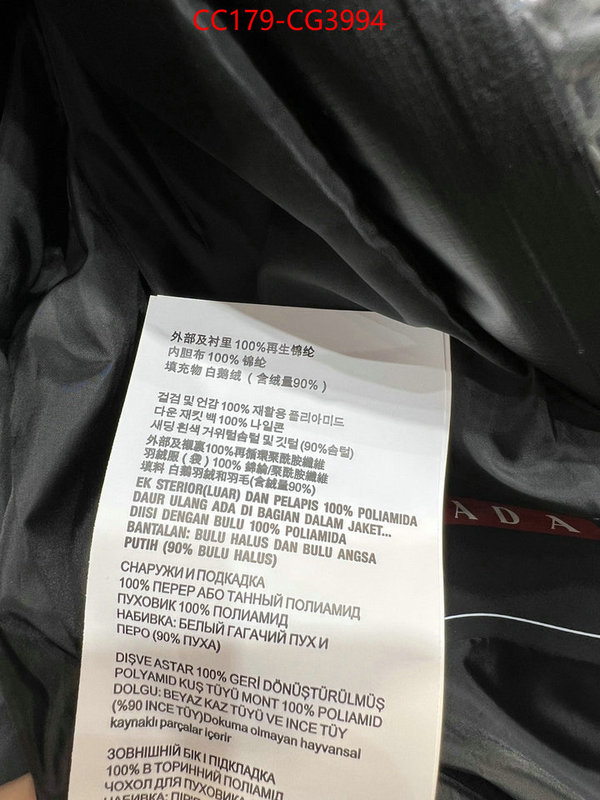 CC179-CG3994
外部及衬里 100%再生锦纶
内胆布 100% 锦纶
填充物 白鹅绒（含绒量90%）
겉검 및 언감 100% 재활용 폴리아미드
다운 재킷 백 100% 나일론
새딩 흰색 거위털솜털 및 깃털 (90%솜털)
外部及襯裏100%再循環聚酰胺纖維
羽絨服（袋）100% 錦綸/聚酰胺纖維
填料 白鵝羽絨和羽毛(含絨量90%)
EK STERIOR(LUAR) DAN PELAPIS 100% POLIAMIDA
DAUR ULANG ADA DI BAGIAN DALAM JAKET...
DIISI DENGAN BULU 100% POLIAMIDA
BANTALAN: BULU HALUS DAN BULU ANGSA
PUTIH (90% BULU HALUS)
ADA
СНАРУЖИ И ПОДКАДКА
100% ПЕРЕР АБО ТАННЫЙ ПОЛИАМИД
ПУХОВИК 100% ПОЛИАМИД
НАБИВКА: БЕЛЫЙ ГАГАЧИЙ ПУХ И
ПЕРО (90% ПУХА)
DIŞVE ASTAR 100% GERİ DÖNÜŞTÜRÜLMÜŞ
POLYAMID KUŞ TÜYÜ MONT 100% POLIAMID
DOLGU: BEYAZ KAZ TÜYÜ VE INCE TÜY
(%90 INCE TÜY)Dokuma olmayan hayvansal
kaynaklı parçalar içerir
ЗОВНІШНІЙ БІК І ПІДКЛАДКА
100% В ТОРИННИЙ ПОЛІАМІД
ЧОХОЛ ДЛЯ ПУХОВИКА